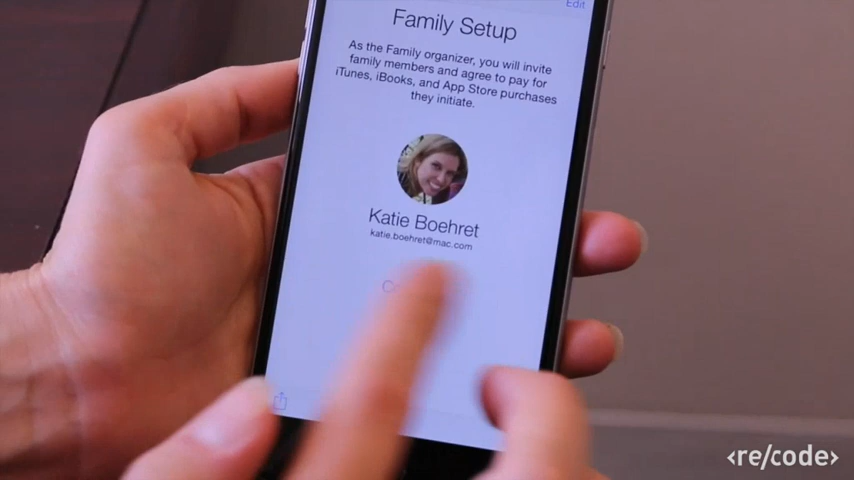 Edit
Family Setup
As the Family organizer, you will invite
family members and agree to pay for
iTunes, iBooks, and App Store purchases
they initiate.
Katie Boehret
katie.boehret@mac.com
<re/code>